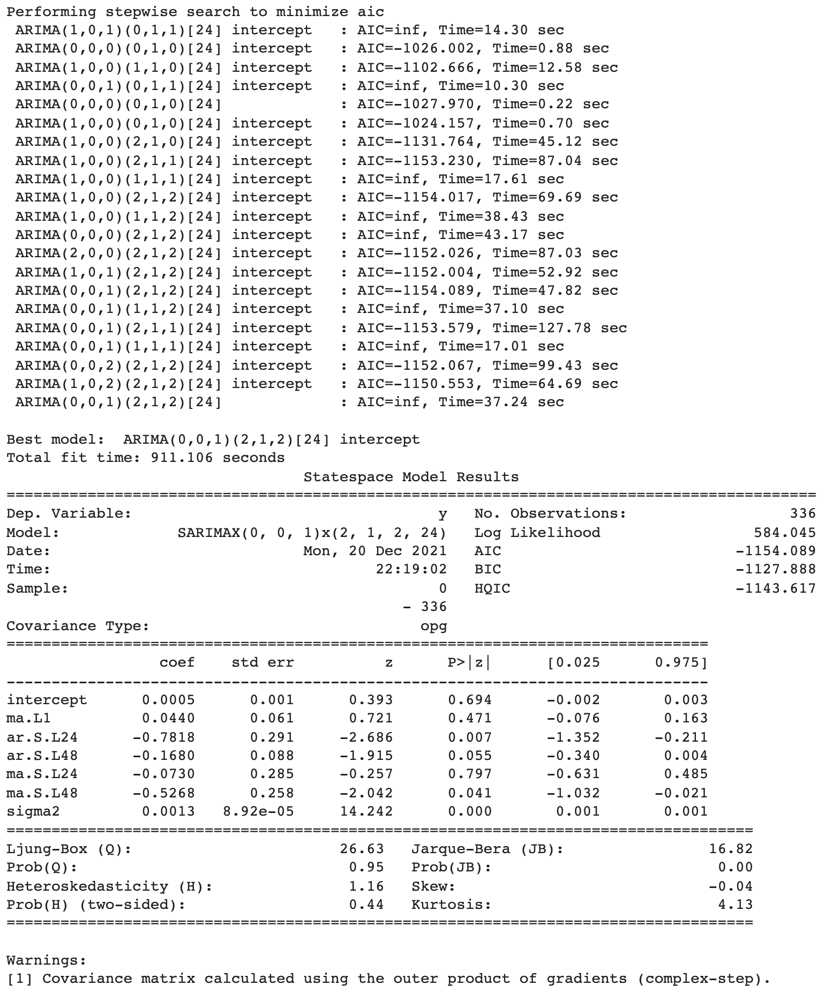 Performing stepwise search to minimize aic
 ARIMA(1,0,1)(0,1,1)[24] intercept   : AIC=inf, Time=14.30 sec
 ARIMA(0,0,0)(0,1,0)[24] intercept   : AIC=-1026.002, Time=0.88 sec
 ARIMA(1,0,0)(1,1,0)[24] intercept   : AIC=-1102.666, Time=12.58 sec
 ARIMA(0,0,1)(0,1,1)[24] intercept   : AIC=inf, Time=10.30 sec
 ARIMA(0,0,0)(0,1,0)[24]             : AIC=-1027.970, Time=0.22 sec
 ARIMA(1,0,0)(0,1,0)[24] intercept   : AIC=-1024.157, Time=0.70 sec
 ARIMA(1,0,0)(2,1,0)[24] intercept   : AIC=-1131.764, Time=45.12 sec
 ARIMA(1,0,0)(2,1,1)[24] intercept   : AIC=-1153.230, Time=87.04 sec
 ARIMA(1,0,0)(1,1,1)[24] intercept   : AIC=inf, Time=17.61 sec
 ARIMA(1,0,0)(2,1,2)[24] intercept   : AIC=-1154.017, Time=69.69 sec
 ARIMA(1,0,0)(1,1,2)[24] intercept   : AIC=inf, Time=38.43 sec
 ARIMA(0,0,0)(2,1,2)[24] intercept   : AIC=inf, Time=43.17 sec
 ARIMA(2,0,0)(2,1,2)[24] intercept   : AIC=-1152.026, Time=87.03 sec
 ARIMA(1,0,1)(2,1,2)[24] intercept   : AIC=-1152.004, Time=52.92 sec
 ARIMA(0,0,1)(2,1,2)[24] intercept   : AIC=-1154.089, Time=47.82 sec
 ARIMA(0,0,1)(1,1,2)[24] intercept   : AIC=inf, Time=37.10 sec
 ARIMA(0,0,1)(2,1,1)[24] intercept   : AIC=-1153.579, Time=127.78 sec
 ARIMA(0,0,1)(1,1,1)[24] intercept   : AIC=inf, Time=17.01 sec
 ARIMA(0,0,2)(2,1,2)[24] intercept   : AIC=-1152.067, Time=99.43 sec
 ARIMA(1,0,2)(2,1,2)[24] intercept   : AIC=-1150.553, Time=64.69 sec
 ARIMA(0,0,1)(2,1,2)[24]             : AIC=inf, Time=37.24 sec

Best model:  ARIMA(0,0,1)(2,1,2)[24] intercept
Total fit time: 911.106 seconds
                                 Statespace Model Results
==========================================================================================
Dep. Variable:                                  y   No. Observations:                  336
Model:             SARIMAX(0, 0, 1)x(2, 1, 2, 24)   Log Likelihood                 584.045
Date:                            Mon, 20 Dec 2021   AIC                          -1154.089
Time:                                    22:19:02   BIC                          -1127.888
Sample:                                         0   HQIC                         -1143.617
                                            - 336
Covariance Type:                              opg
==============================================================================
                 coef    std err          z      P>|z|      [0.025      0.975]
------------------------------------------------------------------------------
intercept      0.0005      0.001      0.393      0.694      -0.002       0.003
ma.L1          0.0440      0.061      0.721      0.471      -0.076       0.163
ar.S.L24      -0.7818      0.291     -2.686      0.007      -1.352      -0.211
ar.S.L48      -0.1680      0.088     -1.915      0.055      -0.340       0.004
ma.S.L24      -0.0730      0.285     -0.257      0.797      -0.631       0.485
ma.S.L48      -0.5268      0.258     -2.042      0.041      -1.032      -0.021
sigma2         0.0013   8.92e-05     14.242      0.000       0.001       0.001
===================================================================================
Ljung-Box (Q):                       26.63   Jarque-Bera (JB):                16.82
Prob(Q):                              0.95   Prob(JB):                         0.00
Heteroskedasticity (H):               1.16   Skew:                            -0.04
Prob(H) (two-sided):                  0.44   Kurtosis:                         4.13
===================================================================================

Warnings:
[1] Covariance matrix calculated using the outer product of gradients (complex-step).